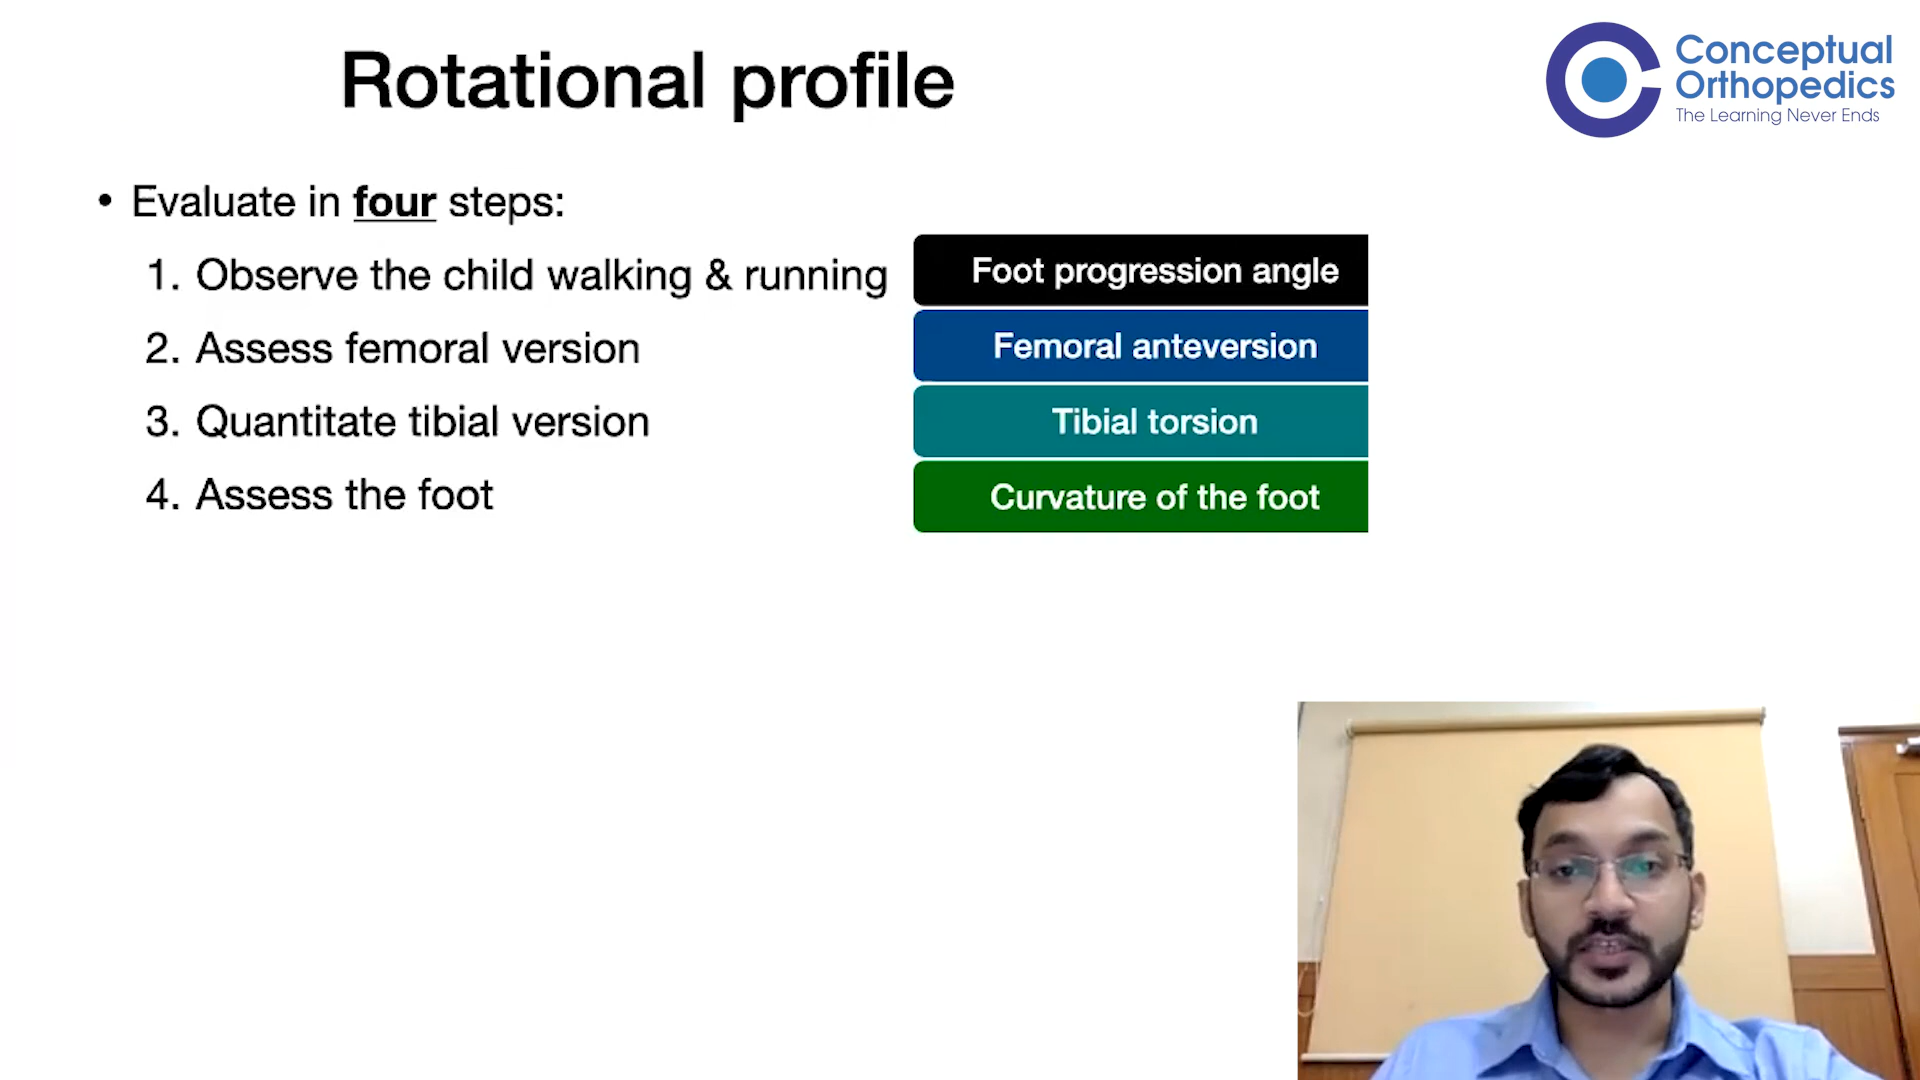 Rotational profile
Conceptual
Orthopedics
The Learning Never Ends
• Evaluate in four steps:
1. Observe the child walking & running
Foot progression angle
2. Assess femoral version
Femoral anteversion
3. Quantitate tibial version
Tibial torsion
4. Assess the foot
Curvature of the foot